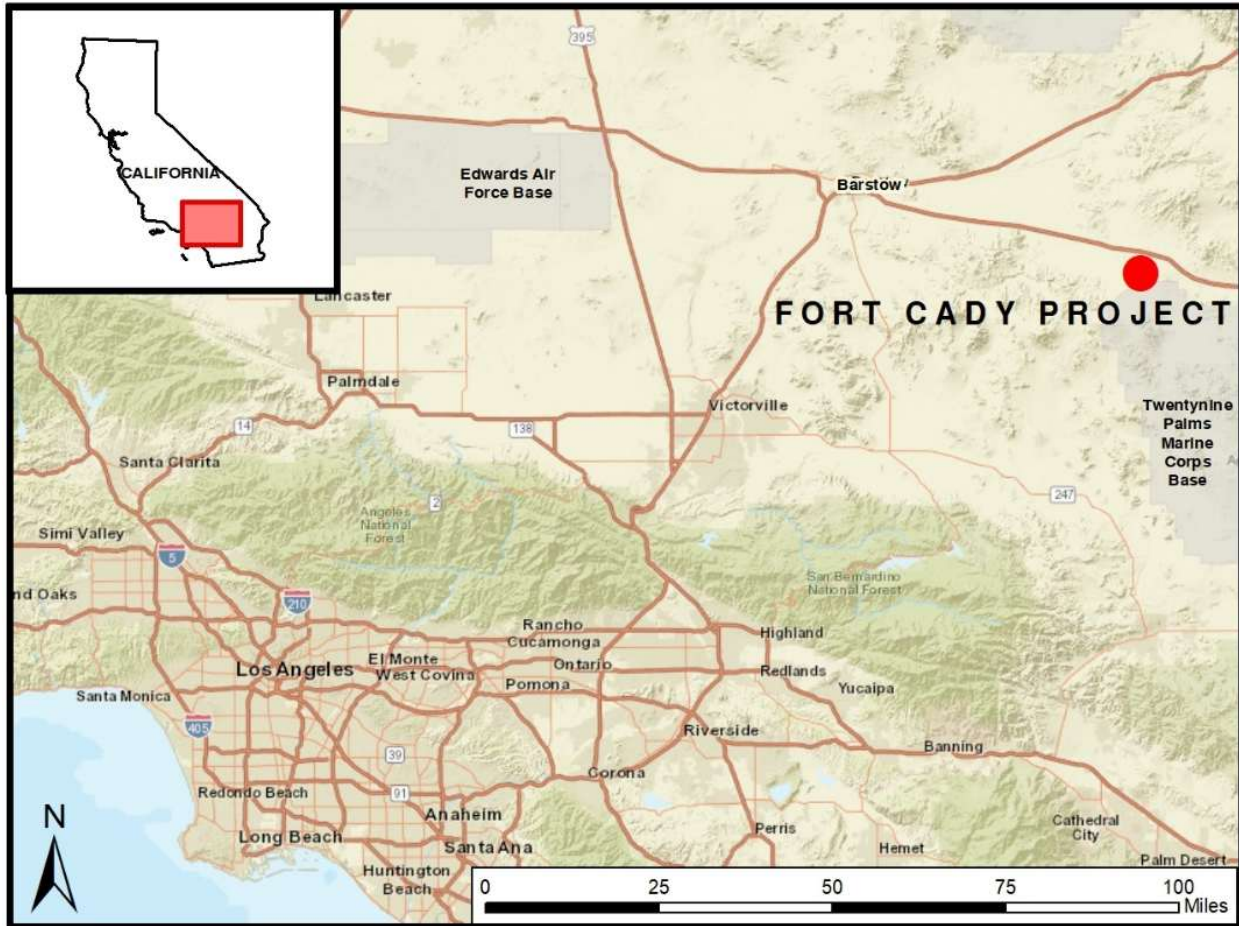 395
CALIFORNIA
Edwards Air
Force Base
Barstow
Lancaster
FORT CADY PROJECT
Palmdale
Victorville
Twentynine
Palms
Marine
Corps
Base
14
138
Santa Clarita
2
247
Angeles
National
Forest
Simi Valley
5
San Bernardino
National Forest
nd Oaks
210
Rancho
Cucamonga
Highland
Los Angeles
El Monte
West Covina
Ontario
Redlands
Santa Monica
Pomona
Yucaipa
405
Riverside
39
Banning
Corona
Redondo Beach
91
Anaheim
N
Long Beach
Santa Ana
Perris
Cathedral
City
Hemet
Palm Desert
Huntington
Beach
0 25 50 75 100
Miles